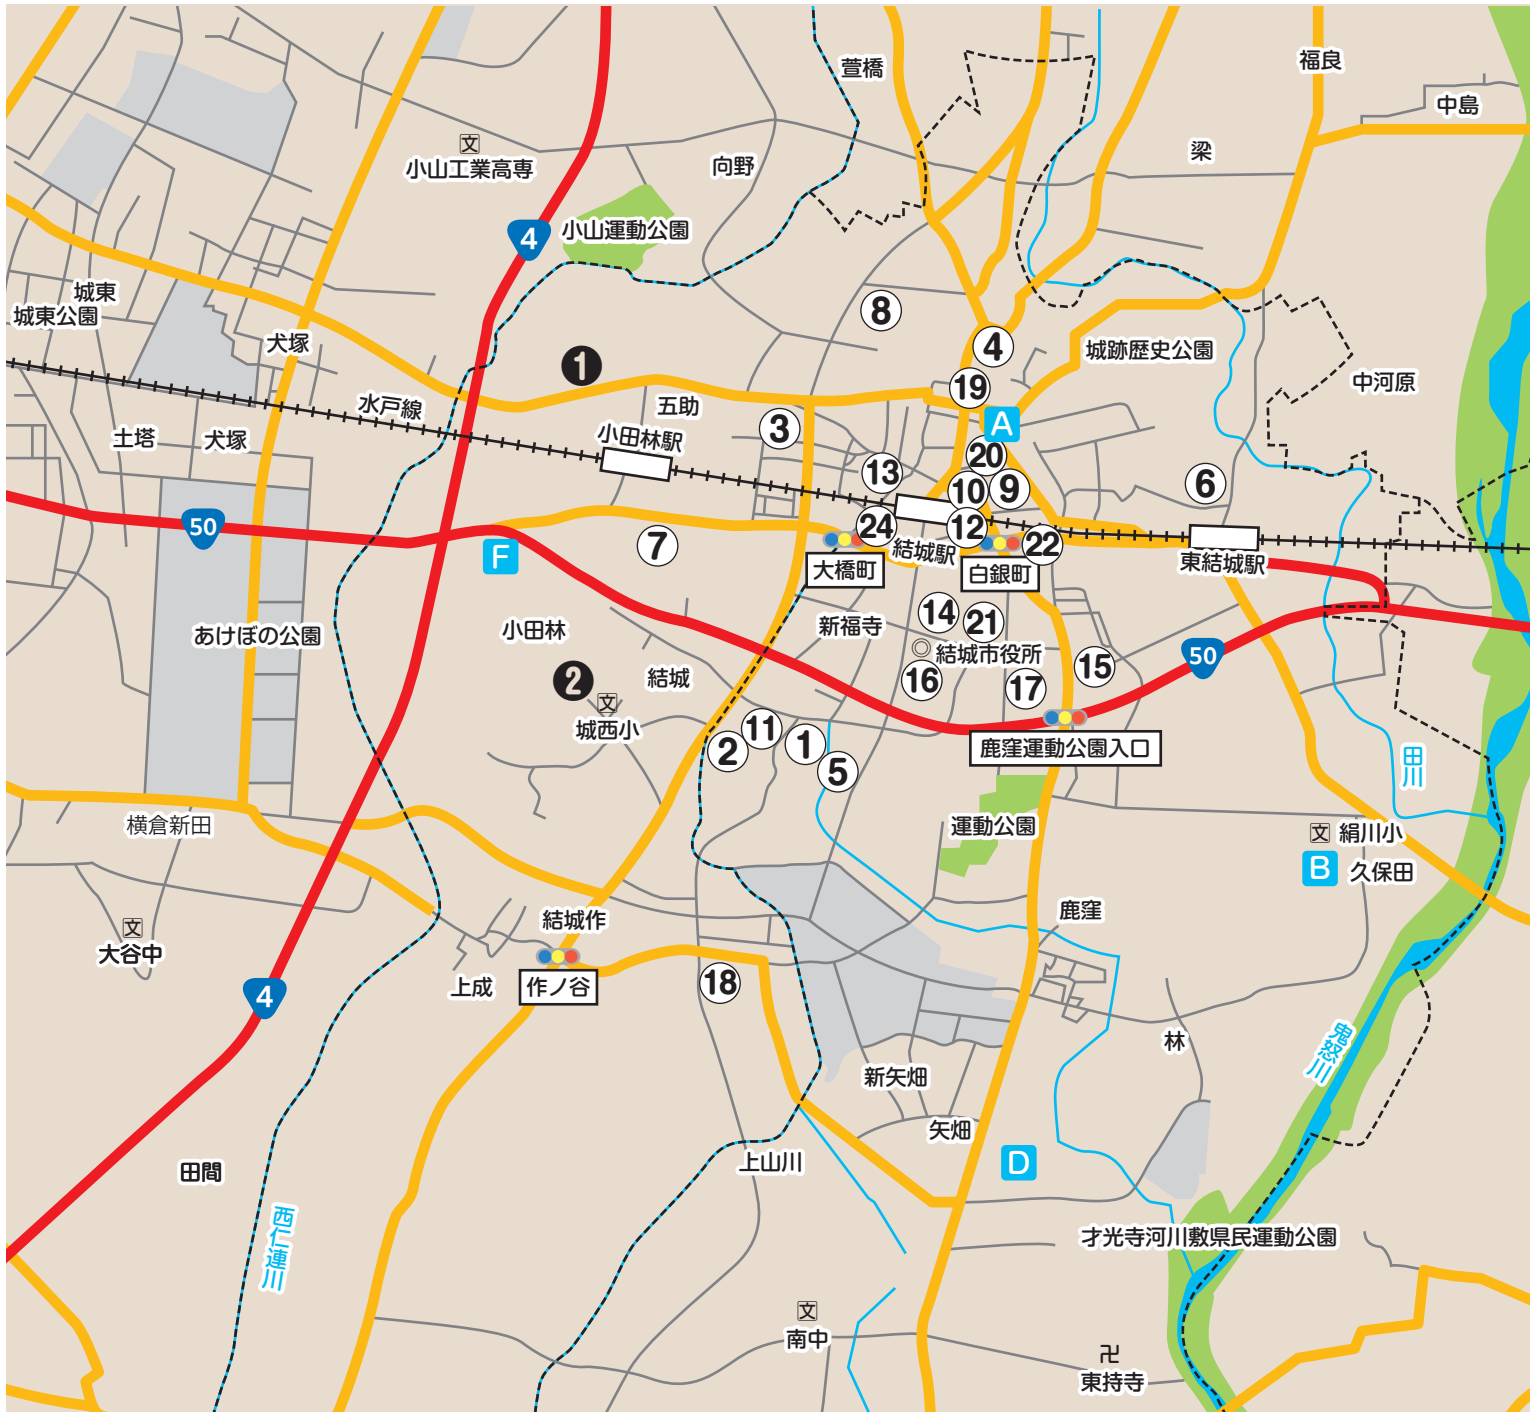 萱橋
福良
中島
文
小山工業高専
向野
梁
4
小山運動公園
城東
城東公園
犬塚
8
4
城跡歴史公園
中河原
1
19
水戸線
五助
A
土塔
犬塚
小田林駅
3
13
20
10
9
6
50
F
7
24
結城駅
12
22
大橋町
白銀町
東結城駅
14
21
新福寺
小田林
あけぼの公園
結城市役所
50
15
16
17
2
結城
文
城西小
2
11
1
5
鹿窪運動公園入口
田川
横倉新田
運動公園
文
絹川小
B
久保田
文
大谷中
結城作
鹿窪
4
上成
作ノ谷
18
林
鬼怒川
新矢畑
矢畑
田間
上山川
D
西仁連川
才光寺河川敷県民運動公園
文
南中
卍
東持寺